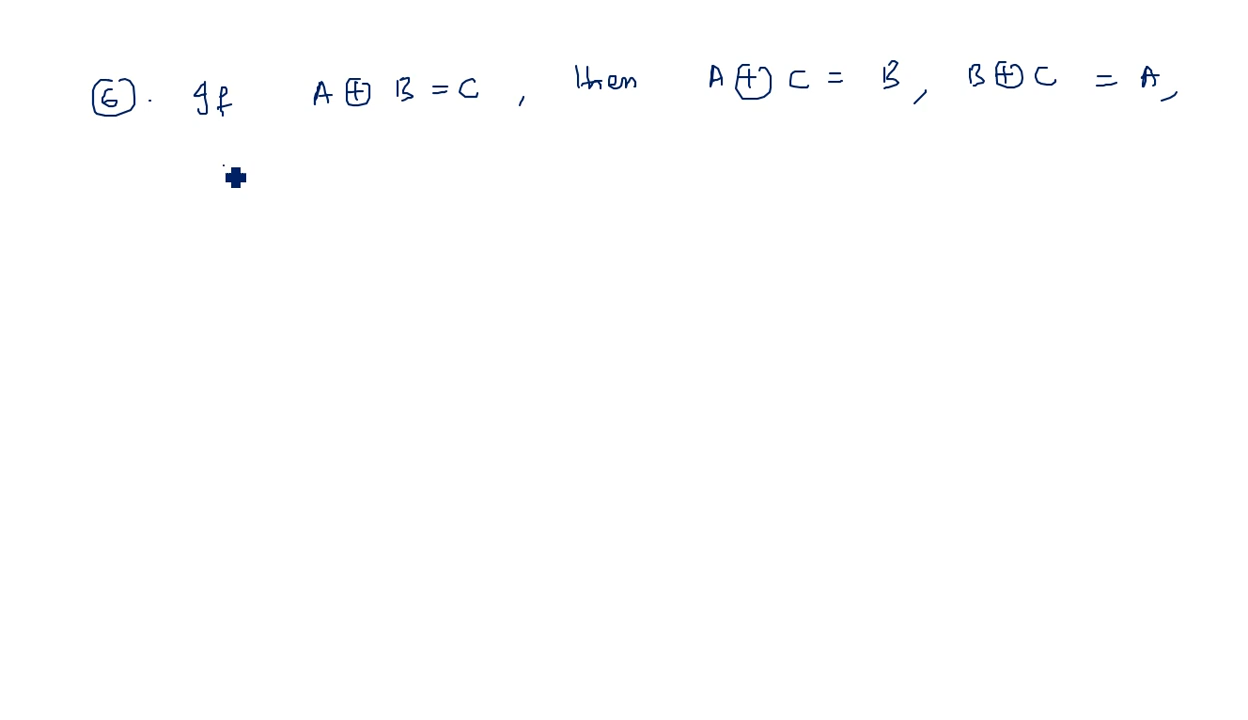 ⑥. If A ⊕ B = C , then A ⊕ C = B , B ⊕ C = A ,